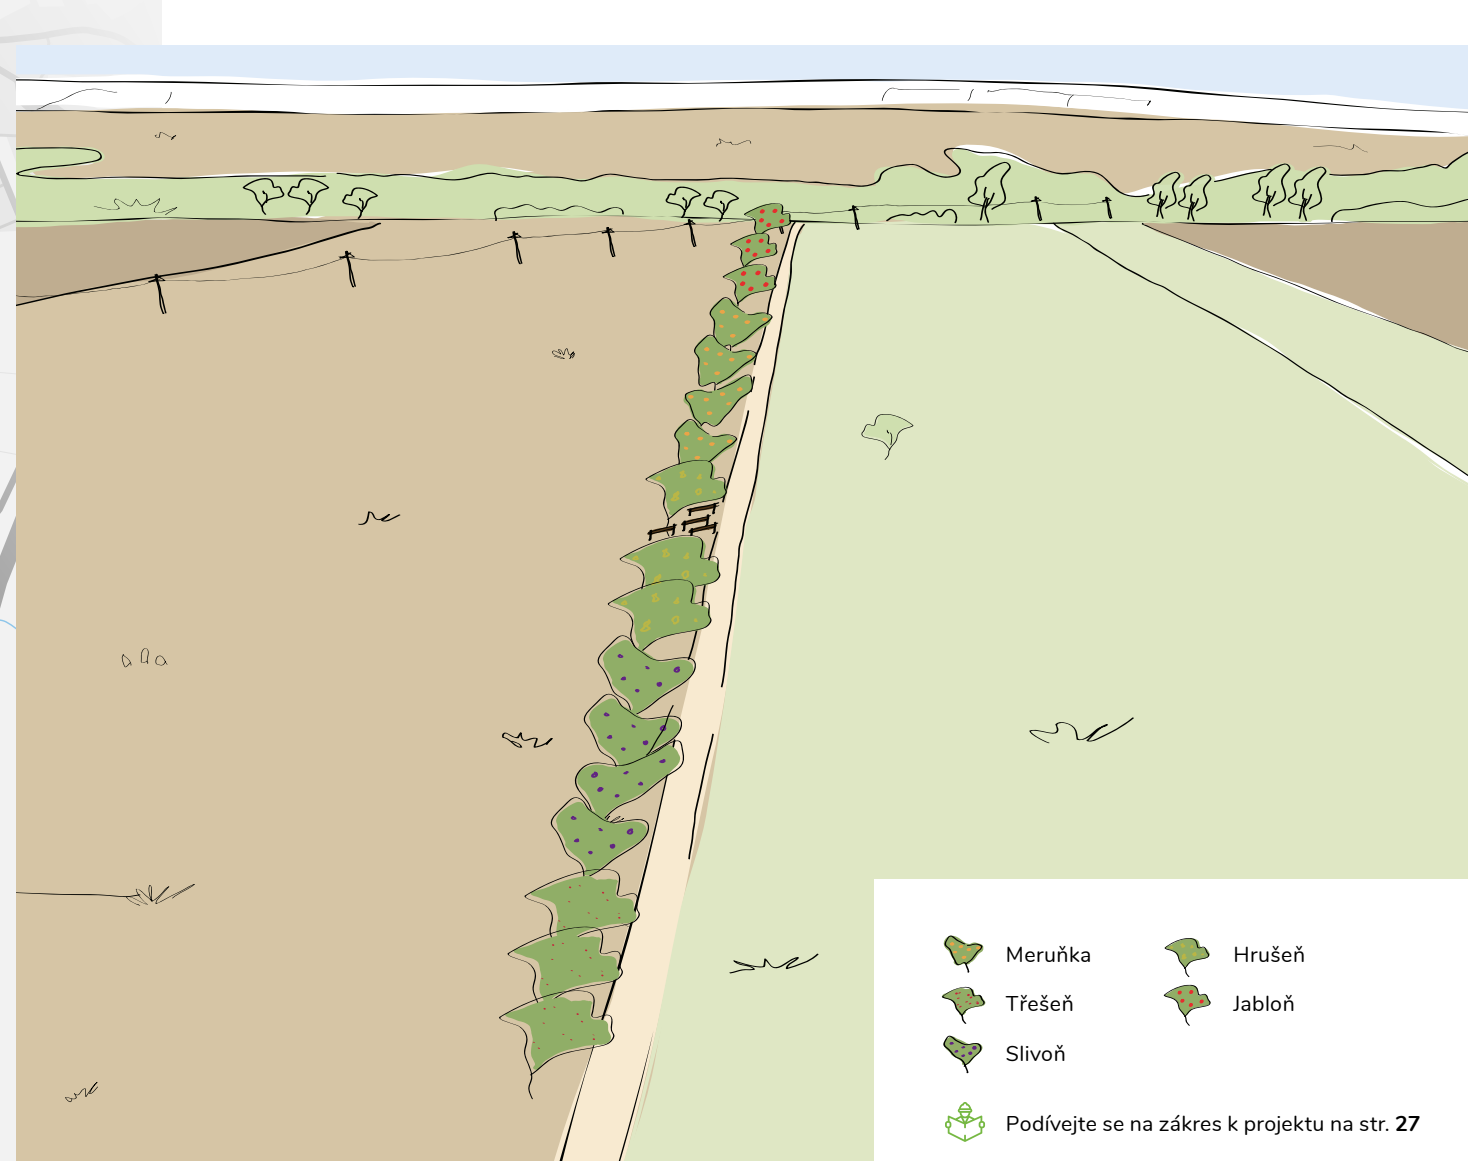 Meruňka
Hrušeň
Třešeň
Jabloň
Slivoň
Podívejte se na zákres k projektu na str. 27